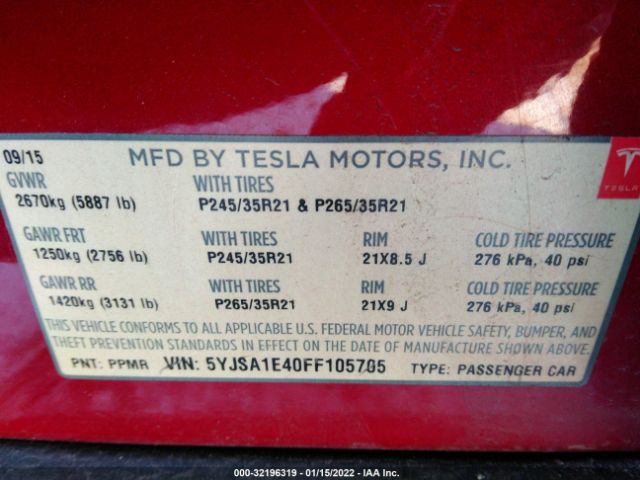 09/15 MFD BY TESLA MOTORS, INC.
TESLA
GVWR WITH TIRES
2670kg (5887 lb) P245/35R21 & P265/35R21
GAWR FRT WITH TIRES RIM COLD TIRE PRESSURE
1250kg (2756 lb) P245/35R21 21X8.5 J 276 kPa, 40 psi
GAWR RR WITH TIRES RIM COLD TIRE PRESSURE
1420kg (3131 lb) P265/35R21 21X9 J 276 kPa, 40 psi
THIS VEHICLE CONFORMS TO ALL APPLICABLE U.S. FEDERAL MOTOR VEHICLE SAFETY, BUMPER, AND
THEFT PREVENTION STANDARDS IN EFFECT ON THE DATE OF MANUFACTURE SHOWN ABOVE.
PNT: PPMR VIN: 5YJSA1E40FF105705 TYPE: PASSENGER CAR
000-32196319 - 01/15/2022 - IAA Inc.